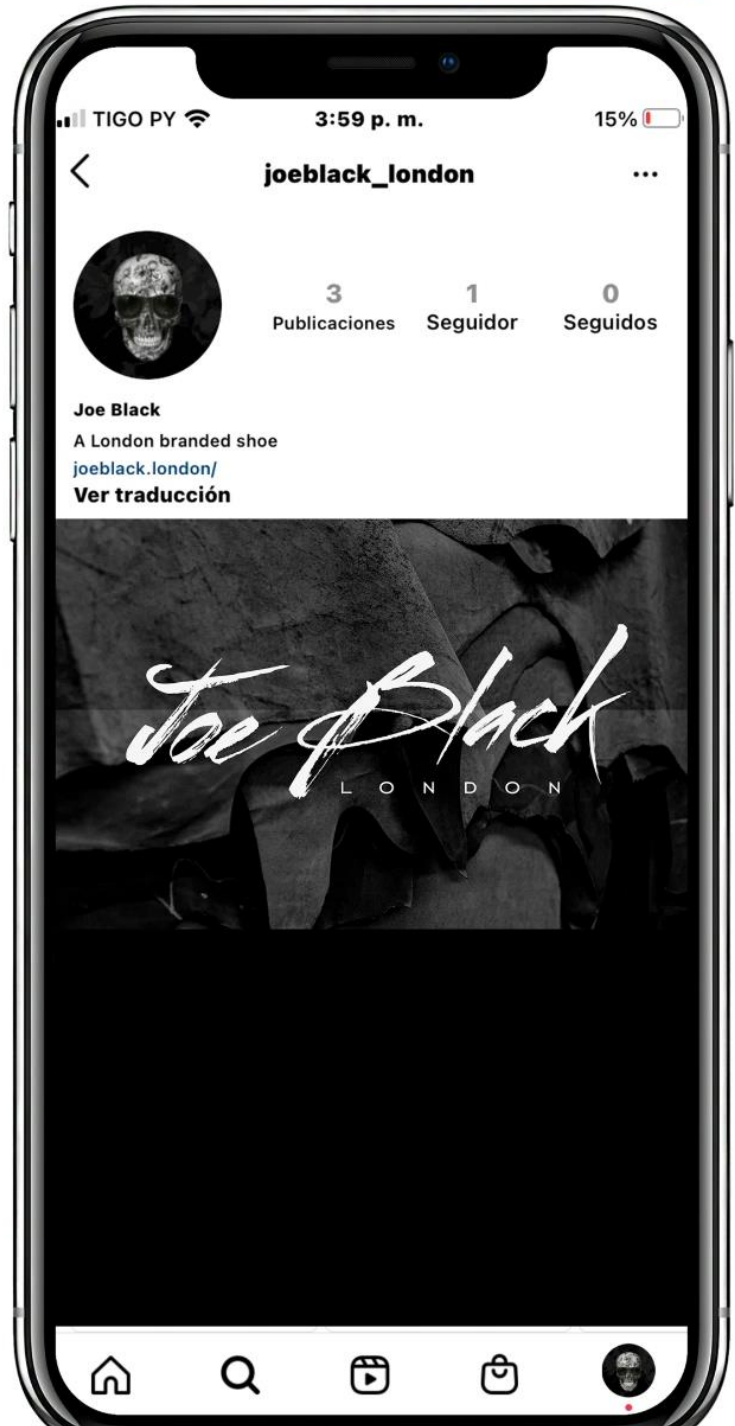 TIGO PY 3:59 p. m. 15%
joeblack_london
3 1 0
Publicaciones Seguidor Seguidos
Joe Black
A London branded shoe
joeblack.london/
Ver traducción
Joe Black
LONDON